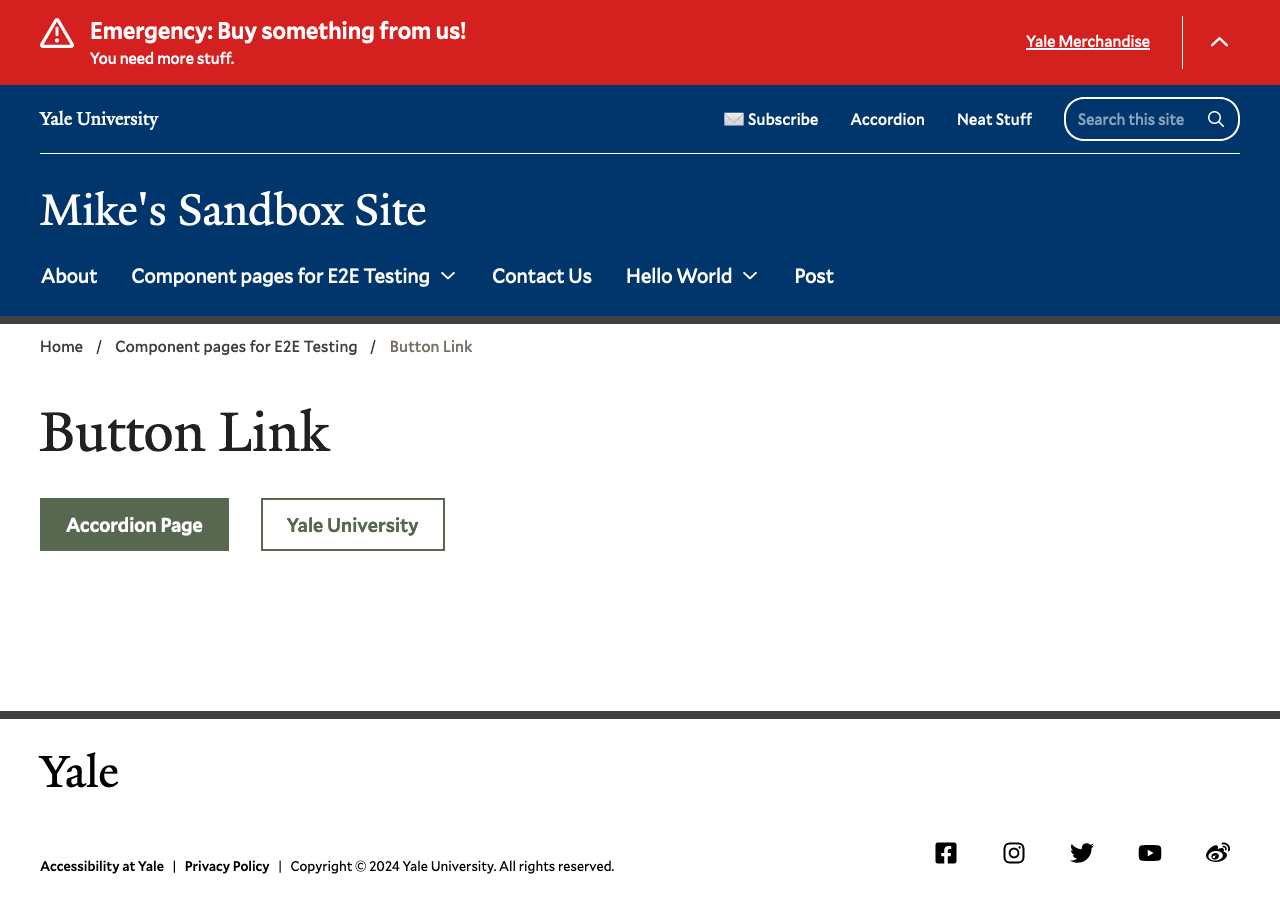 Emergency: Buy something from us!
You need more stuff.
Yale Merchandise
Yale University
Subscribe
Accordion
Neat Stuff
Search this site
Mike's Sandbox Site
About
Component pages for E2E Testing
Contact Us
Hello World
Post
Home / Component pages for E2E Testing / Button Link
Button Link
Accordion Page
Yale University
Yale
Accessibility at Yale | Privacy Policy | Copyright © 2024 Yale University. All rights reserved.